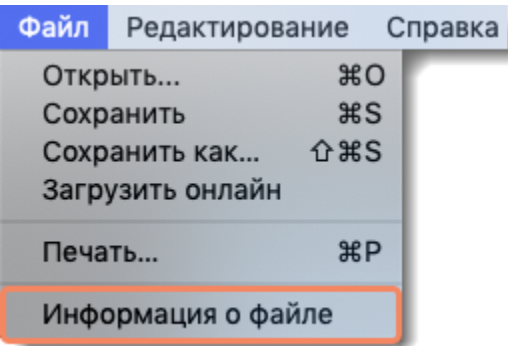 Файл Редактирование Справка
Открыть... ⌘O
Сохранить ⌘S
Сохранить как... ⇧⌘S
Загрузить онлайн
Печать... ⌘P
Информация о файле